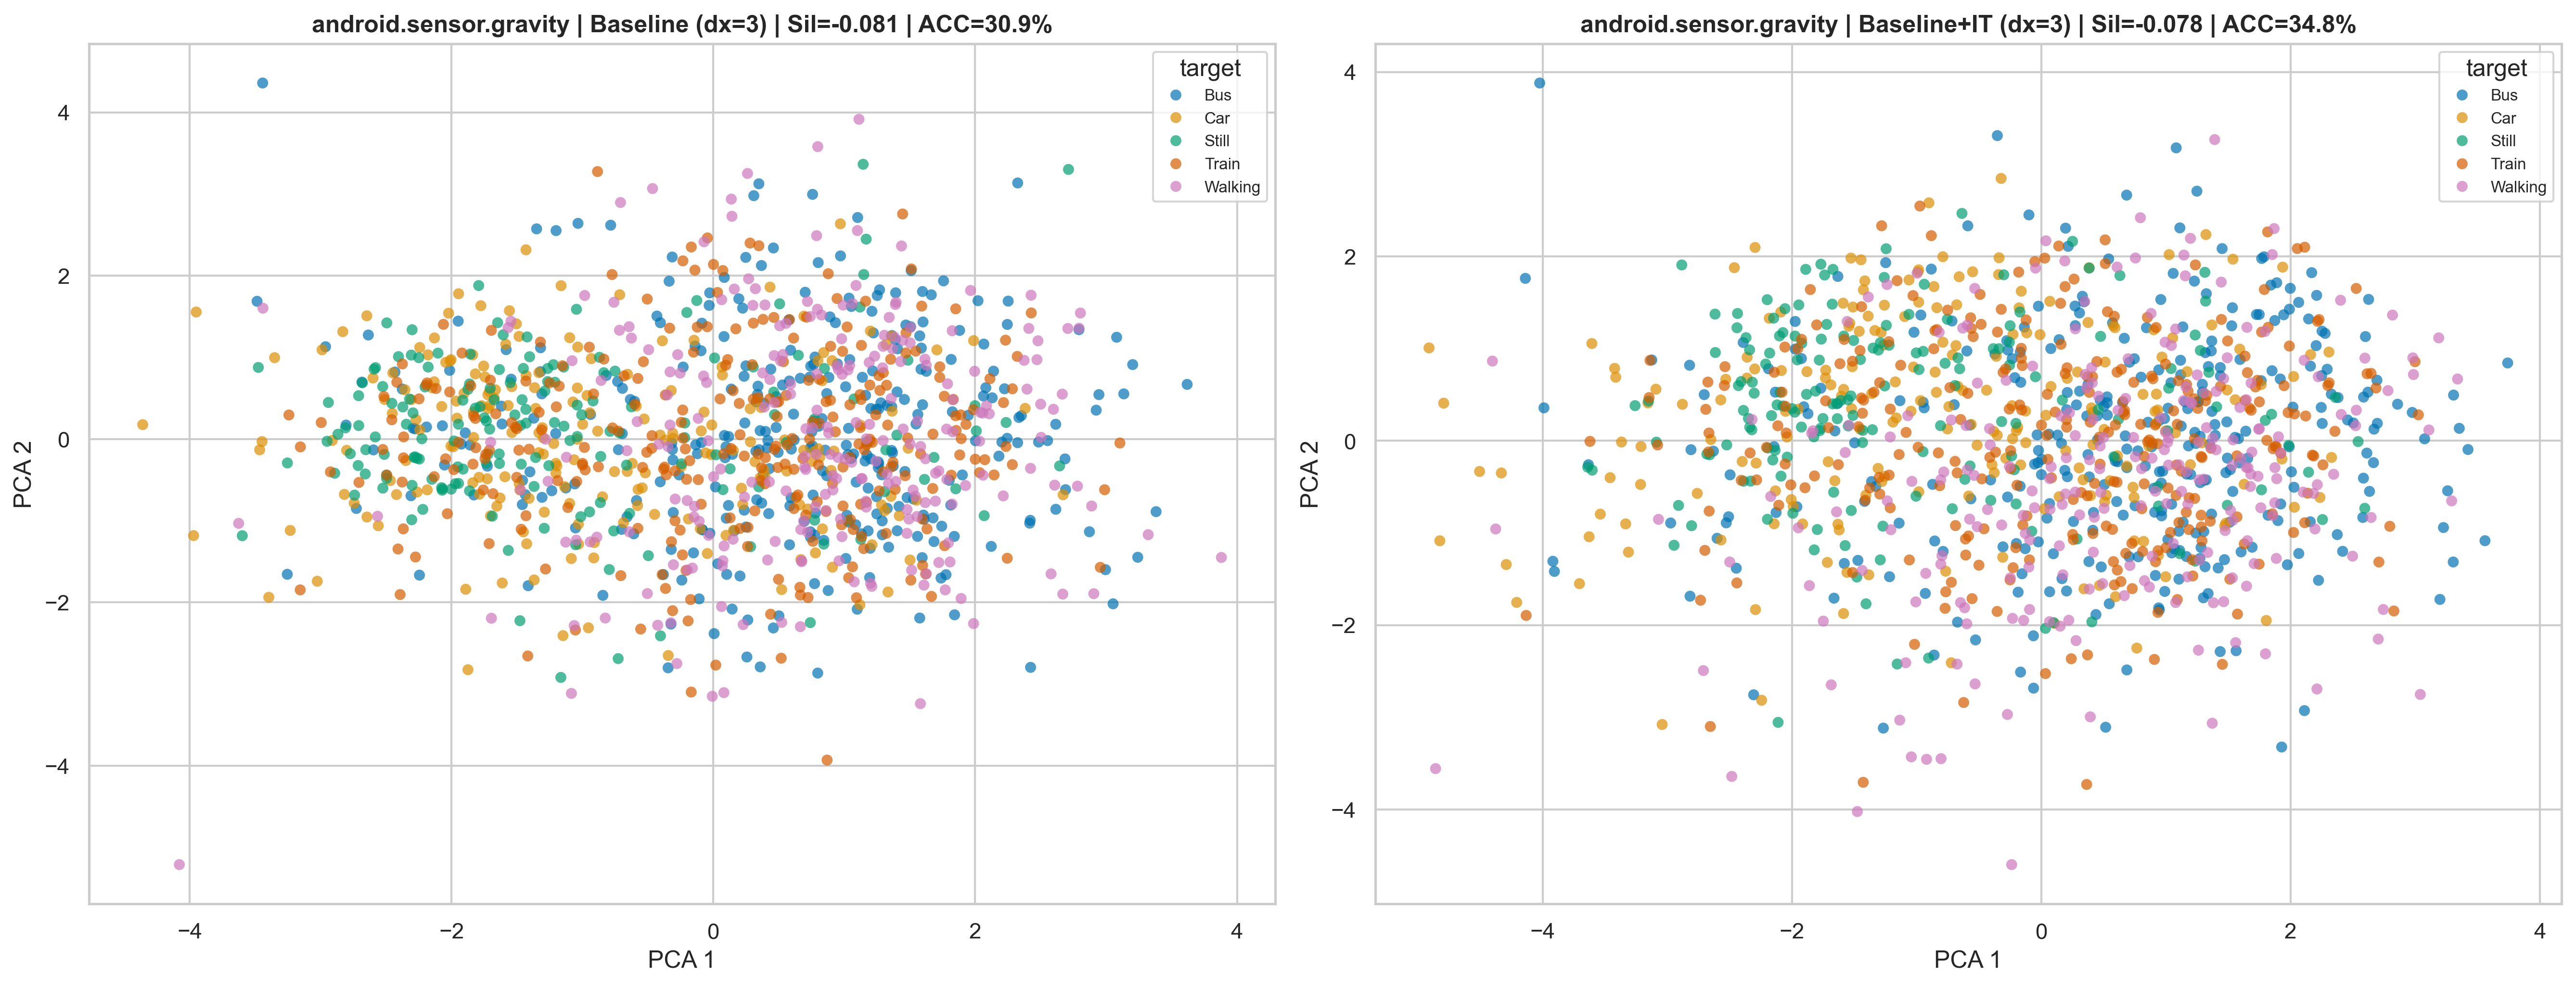 android.sensor.gravity | Baseline (dx=3) | Sil=-0.081 | ACC=30.9%
target
Bus
Car
Still
Train
Walking
4
2
0
−2
−4
PCA 2
−4
−2
0
2
4
PCA 1
android.sensor.gravity | Baseline+IT (dx=3) | Sil=-0.078 | ACC=34.8%
target
Bus
Car
Still
Train
Walking
4
2
0
−2
−4
PCA 2
−4
−2
0
2
4
PCA 1